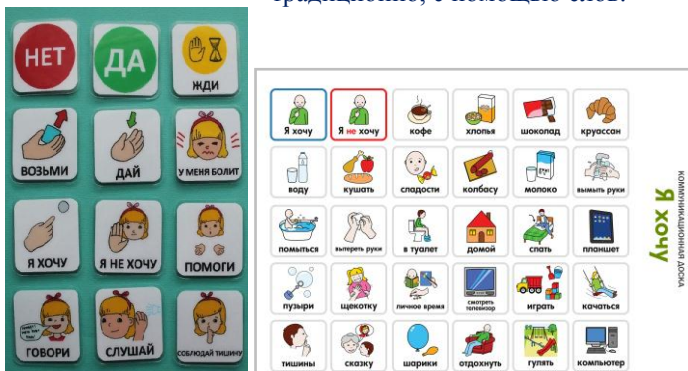 традиционно, с помощью слов.
НЕТ
ДА
ЖДИ
ВОЗЬМИ
ДАЙ
У МЕНЯ БОЛИТ
Я ХОЧУ
Я НЕ ХОЧУ
ПОМОГИ
ГОВОРИ
СЛУШАЙ
СОБЛЮДАЙ ТИШИНУ
Я хочу
Я не хочу
кофе
хлопья
шоколад
круассан
воду
кушать
сладости
колбасу
молоко
вымыть руки
помыться
вытереть руки
в туалет
домой
спать
планшет
пузыри
щекотку
личное время
смотреть
телевизор
играть
качаться
тишины
сказку
шарики
отдохнуть
гулять
компьютер
КОММУНИКАЦИОННАЯ ДОСКА
Я хочу